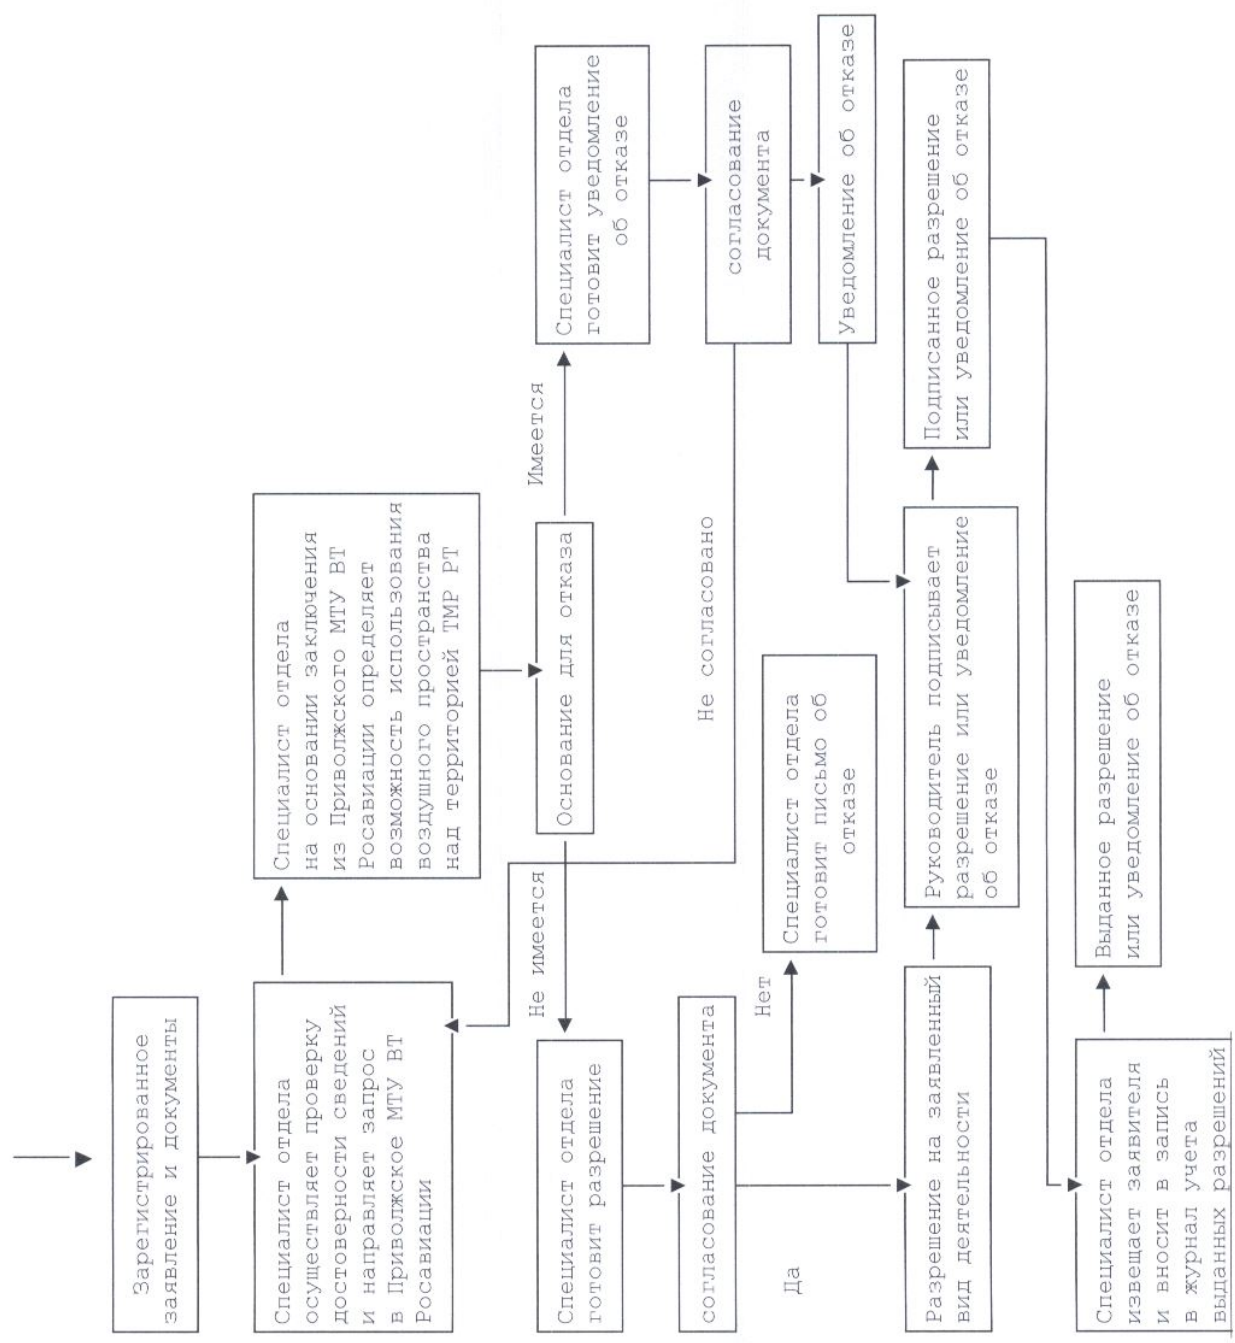 Зарегистрированное
заявление и документы
Специалист отдела
осуществляет проверку
достоверности сведений
и направляет запрос
в Приволжское МТУ ВТ
Росавиации
Специалист отдела
на основании заключения
из Приволжского МТУ ВТ
Росавиации определяет
возможность использования
воздушного пространства
над территорией ТМР РТ
Основание для отказа
Имеется
Не имеется
Специалист отдела
готовит уведомление
об отказе
согласование
документа
Не согласовано
Уведомление об отказе
Специалист отдела
готовит разрешение
согласование документа
Нет
Да
Специалист отдела
готовит письмо об
отказе
Разрешение на заявленный
вид деятельности
Руководитель подписывает
разрешение или уведомление
об отказе
Подписанное разрешение
или уведомление об отказе
Специалист отдела
извещает заявителя
и вносит в запись
в журнал учета
выданных разрешений
Выданное разрешение
или уведомление об отказе